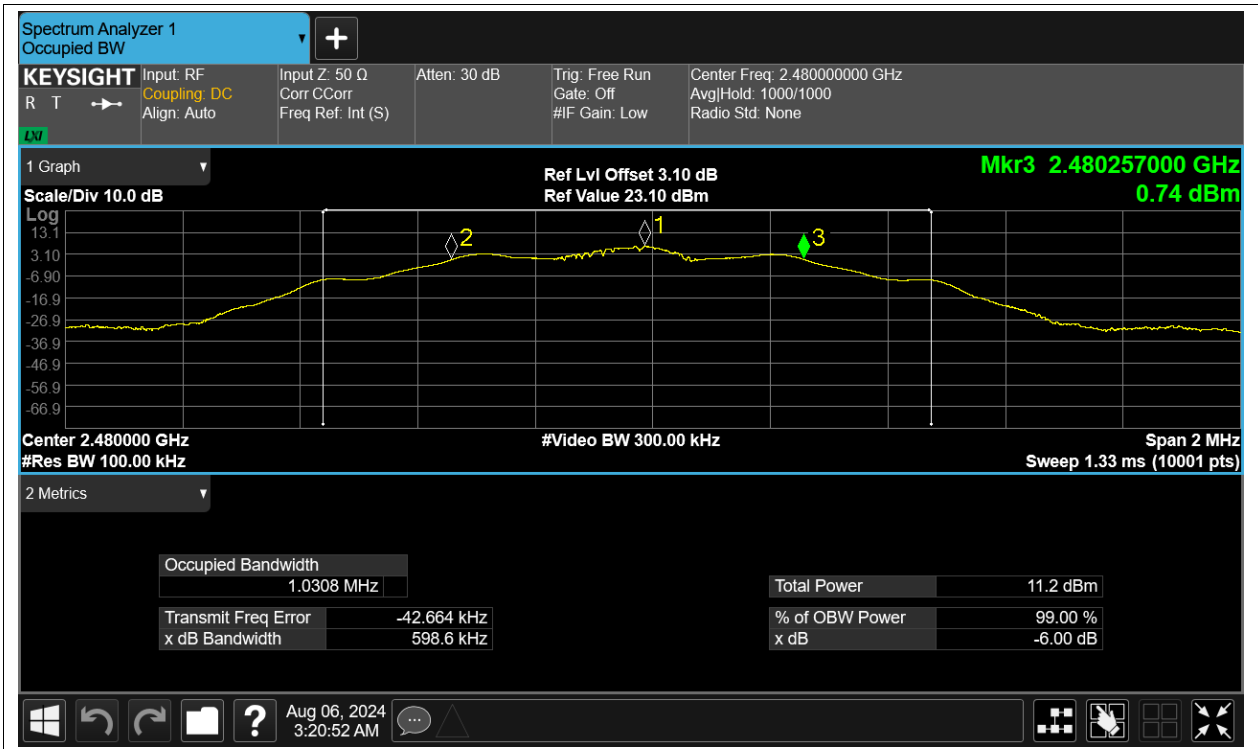 Spectrum Analyzer 1
Occupied BW
KEYSIGHT
R T
LXI
Input: RF
Coupling: DC
Align: Auto
Input Z: 50 Ω
Corr CCorr
Freq Ref: Int (S)
Atten: 30 dB
Trig: Free Run
Gate: Off
#IF Gain: Low
Center Freq: 2.480000000 GHz
Avg|Hold: 1000/1000
Radio Std: None
1 Graph
Scale/Div 10.0 dB
Ref Lvl Offset 3.10 dB
Ref Value 23.10 dBm
Mkr3 2.480257000 GHz
0.74 dBm
Log
13.1
3.10
-6.90
-16.9
-26.9
-36.9
-46.9
-56.9
-66.9
2
1
3
Center 2.480000 GHz
#Res BW 100.00 kHz
#Video BW 300.00 kHz
Span 2 MHz
Sweep 1.33 ms (10001 pts)
2 Metrics
Occupied Bandwidth
1.0308 MHz
Transmit Freq Error -42.664 kHz
x dB Bandwidth 598.6 kHz
Total Power 11.2 dBm
% of OBW Power 99.00 %
x dB -6.00 dB
?
Aug 06, 2024
3:20:52 AM